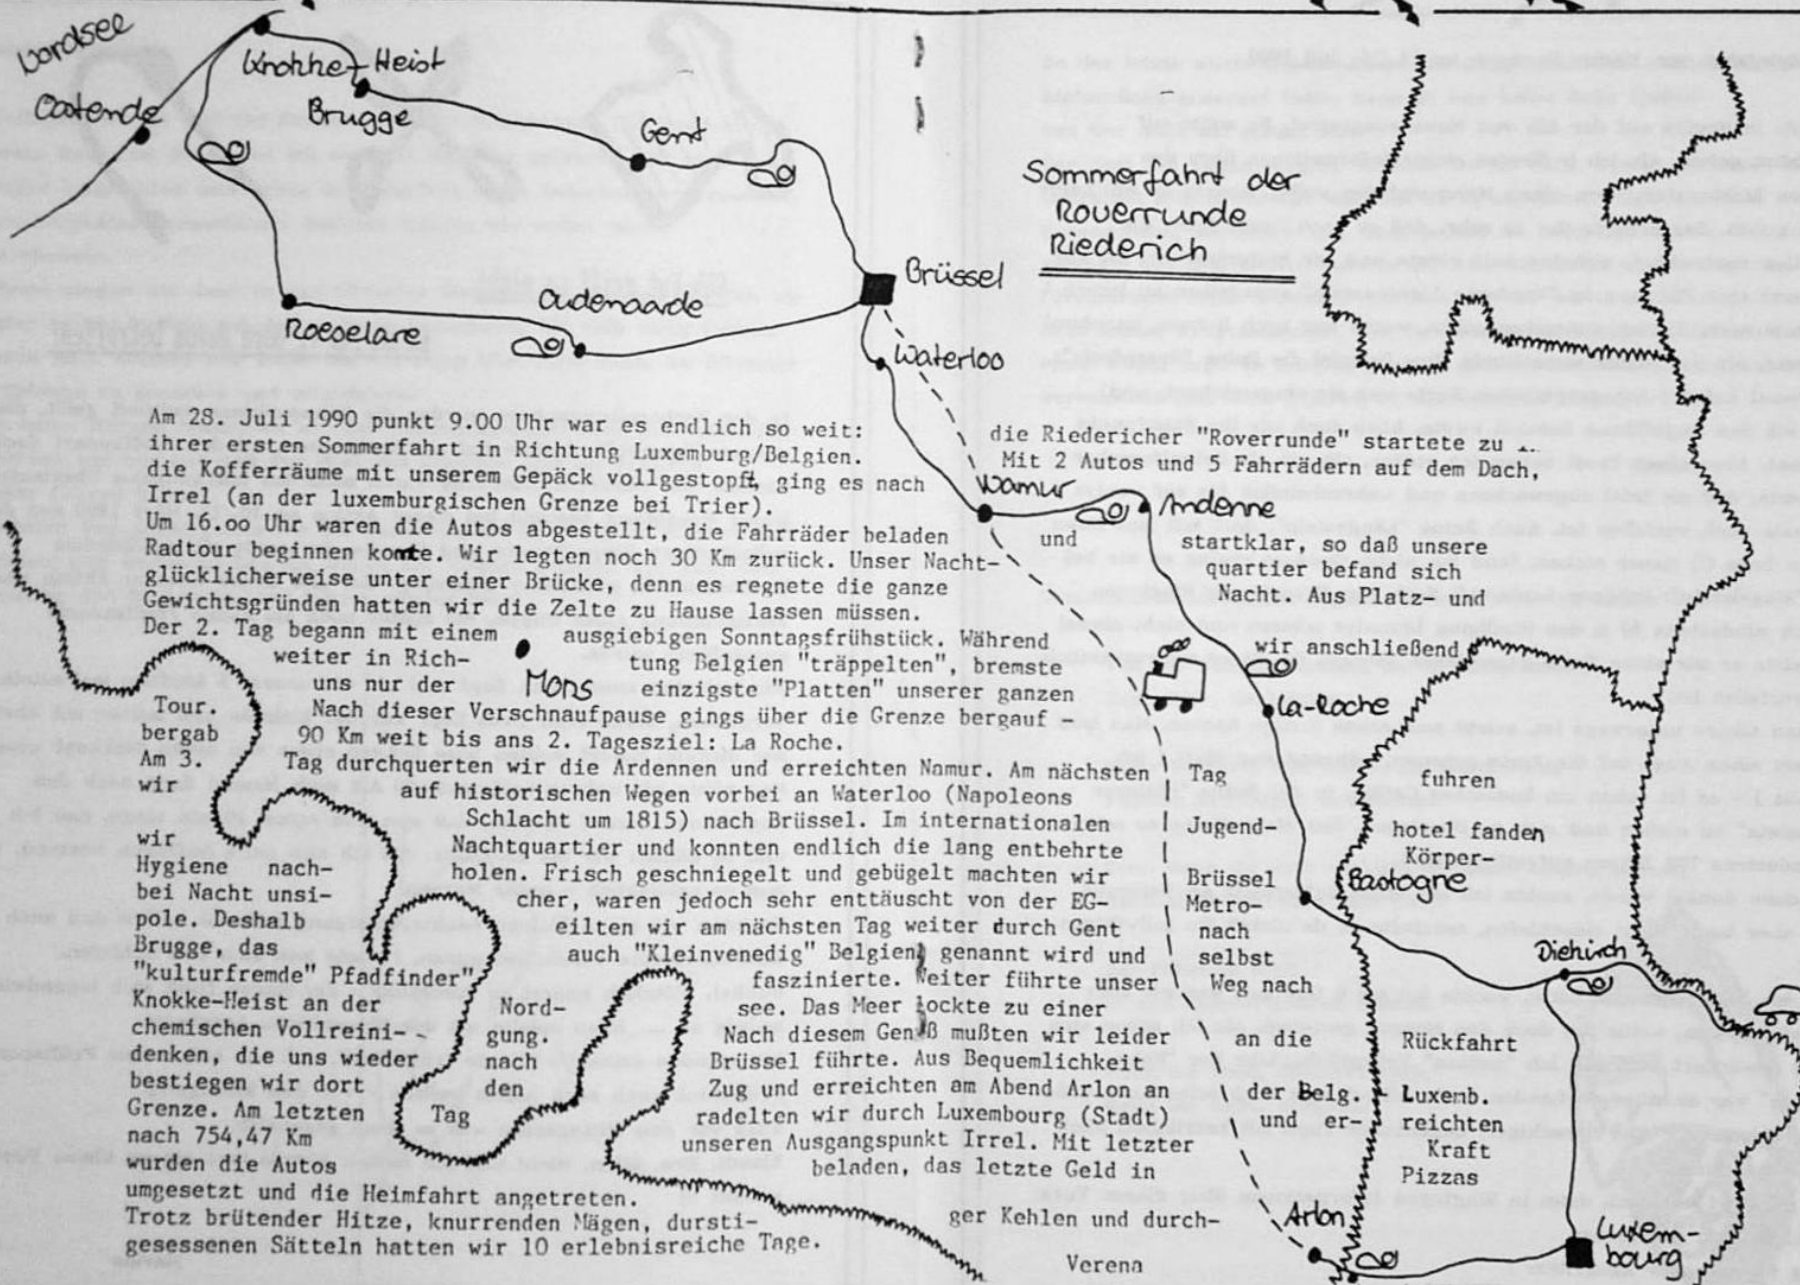 Nordsee
Oostende
Knokke-Heist
Brugge
Gent
Sommerfahrt der
Roverrunde
Riederich
Brüssel
Oudenaarde
Roeselare
Waterloo
Am 28. Juli 1990 punkt 9.00 Uhr war es endlich so weit: die Riedericher "Roverrunde" startete zu
ihrer ersten Sommerfahrt in Richtung Luxemburg/Belgien. Mit 2 Autos und 5 Fahrrädern auf dem Dach,
die Kofferräume mit unserem Gepäck vollgestopft, ging es nach
Irrel (an der luxemburgischen Grenze bei Trier).
Namur
Andenne
Um 16.oo Uhr waren die Autos abgestellt, die Fahrräder beladen und startklar, so daß unsere
Radtour beginnen konnte. Wir legten noch 30 Km zurück. Unser Nacht- quartier befand sich
glücklicherweise unter einer Brücke, denn es regnete die ganze Nacht. Aus Platz- und
Gewichtsgründen hatten wir die Zelte zu Hause lassen müssen.
Der 2. Tag begann mit einem ausgiebigen Sonntagsfrühstück. Während wir anschließend
weiter in Rich- tung Belgien "träppelten", bremste
uns nur der einzigste "Platten" unserer ganzen
Mons
La-Roche
Tour. Nach dieser Verschnaufpause gings über die Grenze bergauf -
bergab 90 Km weit bis ans 2. Tagesziel: La Roche.
Am 3. Tag durchquerten wir die Ardennen und erreichten Namur. Am nächsten Tag fuhren
wir auf historischen Wegen vorbei an Waterloo (Napoleons
Schlacht um 1815) nach Brüssel. Im internationalen Jugend- hotel fanden
wir Nachtquartier und konnten endlich die lang entbehrte Körper-
Hygiene nach- holen. Frisch geschniegelt und gebügelt machten wir Brüssel
Bastogne
bei Nacht unsi- cher, waren jedoch sehr enttäuscht von der EG- Metro-
pole. Deshalb eilten wir am nächsten Tag weiter durch Gent nach
Brugge, das auch "Kleinvenedig" Belgiens genannt wird und selbst
Diekirch
"kulturfremde" Pfadfinder" faszinierte. Weiter führte unser Weg nach
Knokke-Heist an der Nord- see. Das Meer lockte zu einer
chemischen Vollreini- gung. Nach diesem Genuß mußten wir leider an die Rückfahrt
denken, die uns wieder nach Brüssel führte. Aus Bequemlichkeit
bestiegen wir dort den Zug und erreichten am Abend Arlon an der Belg. - Luxemb.
Grenze. Am letzten Tag radelten wir durch Luxembourg (Stadt) und er- reichten
nach 754,47 Km unseren Ausgangspunkt Irrel. Mit letzter Kraft
wurden die Autos beladen, das letzte Geld in Pizzas
umgesetzt und die Heimfahrt angetreten.
Trotz brütender Hitze, knurrenden Mägen, dursti- ger Kehlen und durch-
gesessenen Sätteln hatten wir 10 erlebnisreiche Tage.
Verena
Arlon
Luxem-
bourg